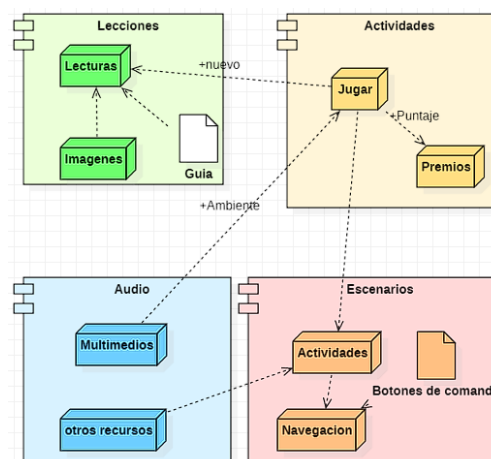 Lecciones
Actividades
Lecturas
+nuevo
Jugar
+Puntaje
Imagenes
Guia
Premios
+Ambiente
Audio
Escenarios
Multimedios
Actividades
Botones de comand
otros recursos
Navegacion